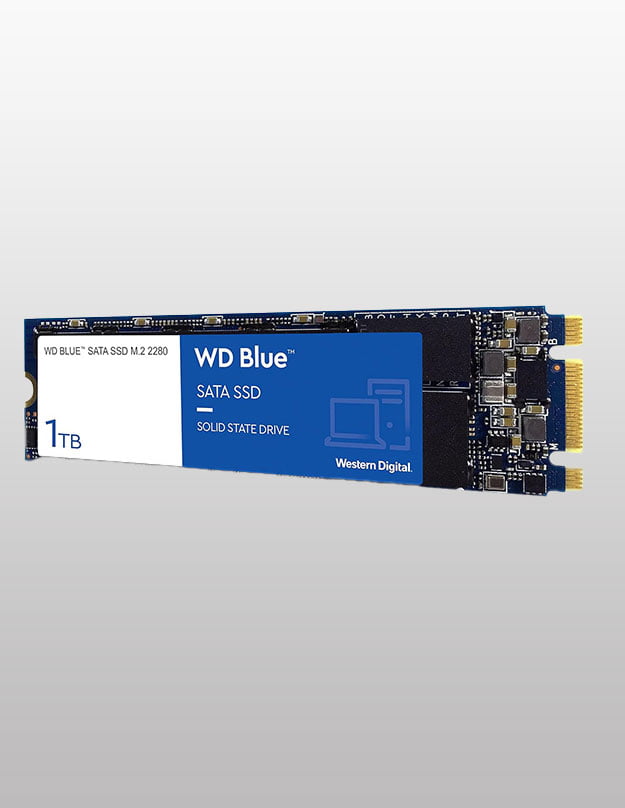 WD BLUE™ SATA SSD M.2 2280
1TB
WD Blue™
SATA SSD
SOLID STATE DRIVE
Western Digital.
B
M